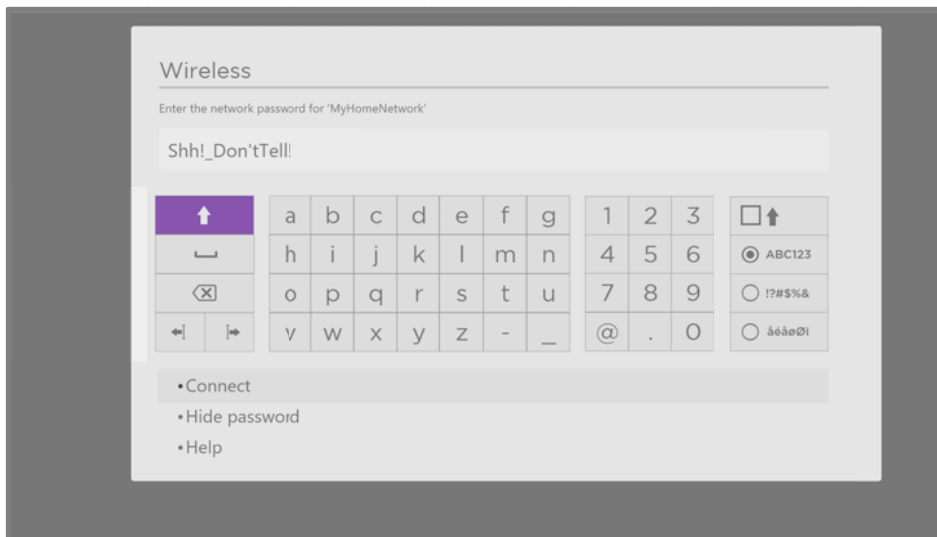 Wireless
Enter the network password for 'MyHomeNetwork'
Shh!_Don'tTell!
a b c d e f g 1 2 3
h i j k l m n 4 5 6 ABC123
o p q r s t u 7 8 9 !?#$%&
v w x y z - _ @ . 0 âéåøØi
•Connect
•Hide password
•Help